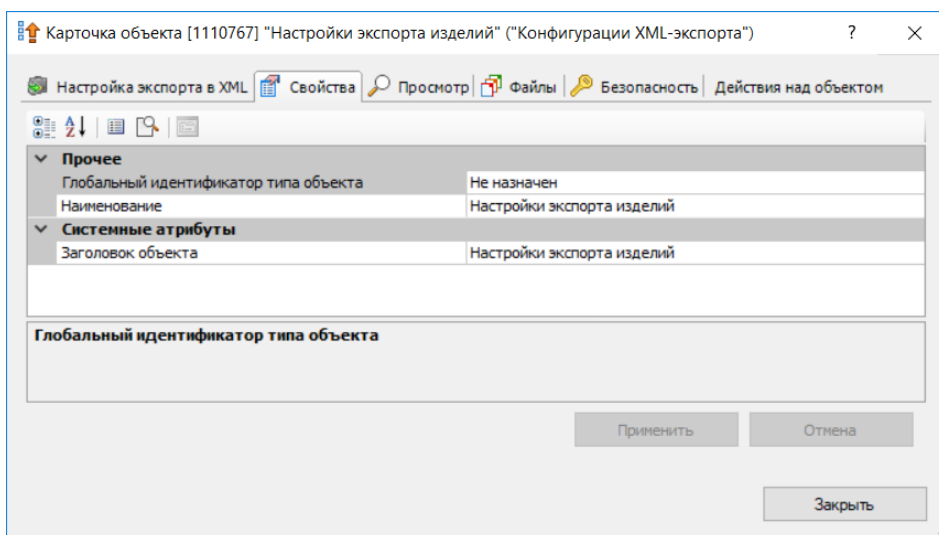 Карточка объекта [1110767] "Настройки экспорта изделий" ("Конфигурации XML-экспорта") ?
Настройка экспорта в XML Свойства Просмотр Файлы Безопасность Действия над объектом
Прочее
Глобальный идентификатор типа объекта Не назначен
Наименование Настройки экспорта изделий
Системные атрибуты
Заголовок объекта Настройки экспорта изделий
Глобальный идентификатор типа объекта
Применить Отмена
Закрыть